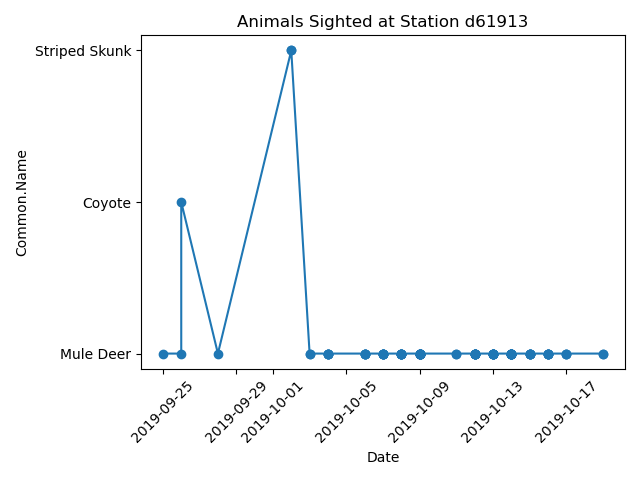 Animals Sighted at Station d61913
Striped Skunk
Coyote
Mule Deer
Common.Name
2019-09-25
2019-09-29
2019-10-01
2019-10-05
2019-10-09
2019-10-13
2019-10-17
Date